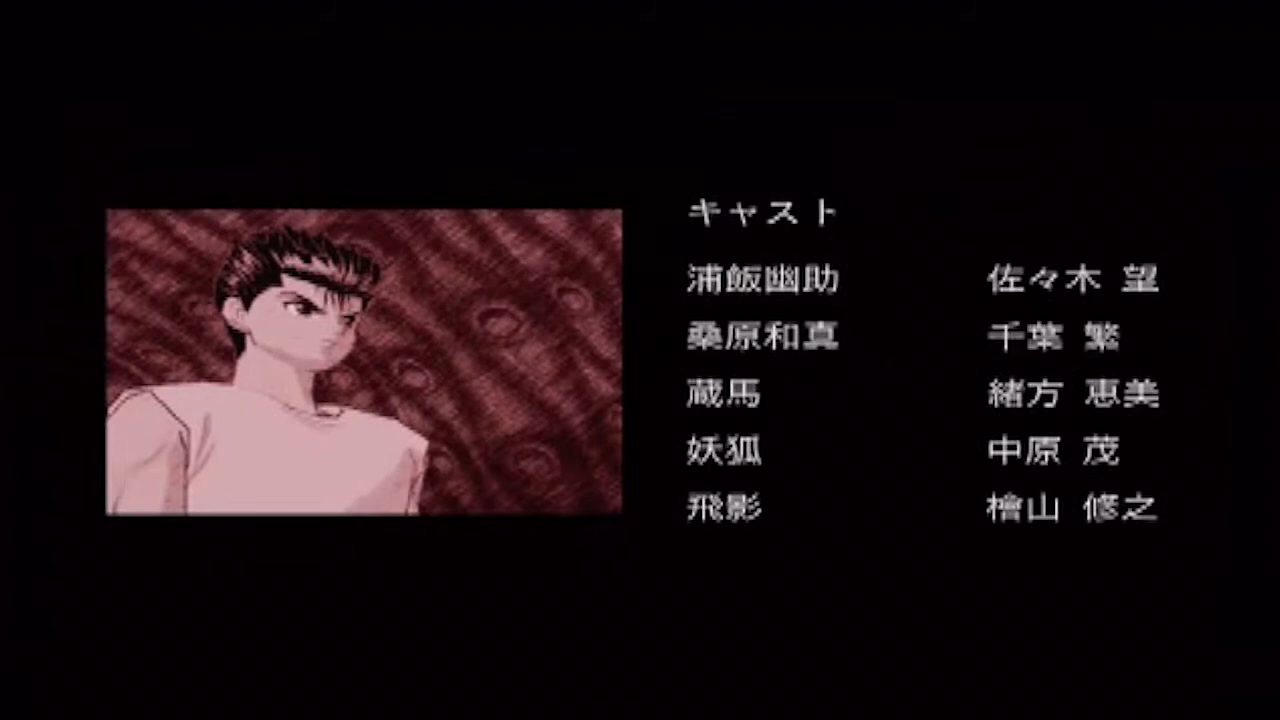 キャスト
浦飯幽助 佐々木 望
桑原和真 千葉 繁
蔵馬 緒方 恵美
妖狐 中原 茂
飛影 檜山 修之